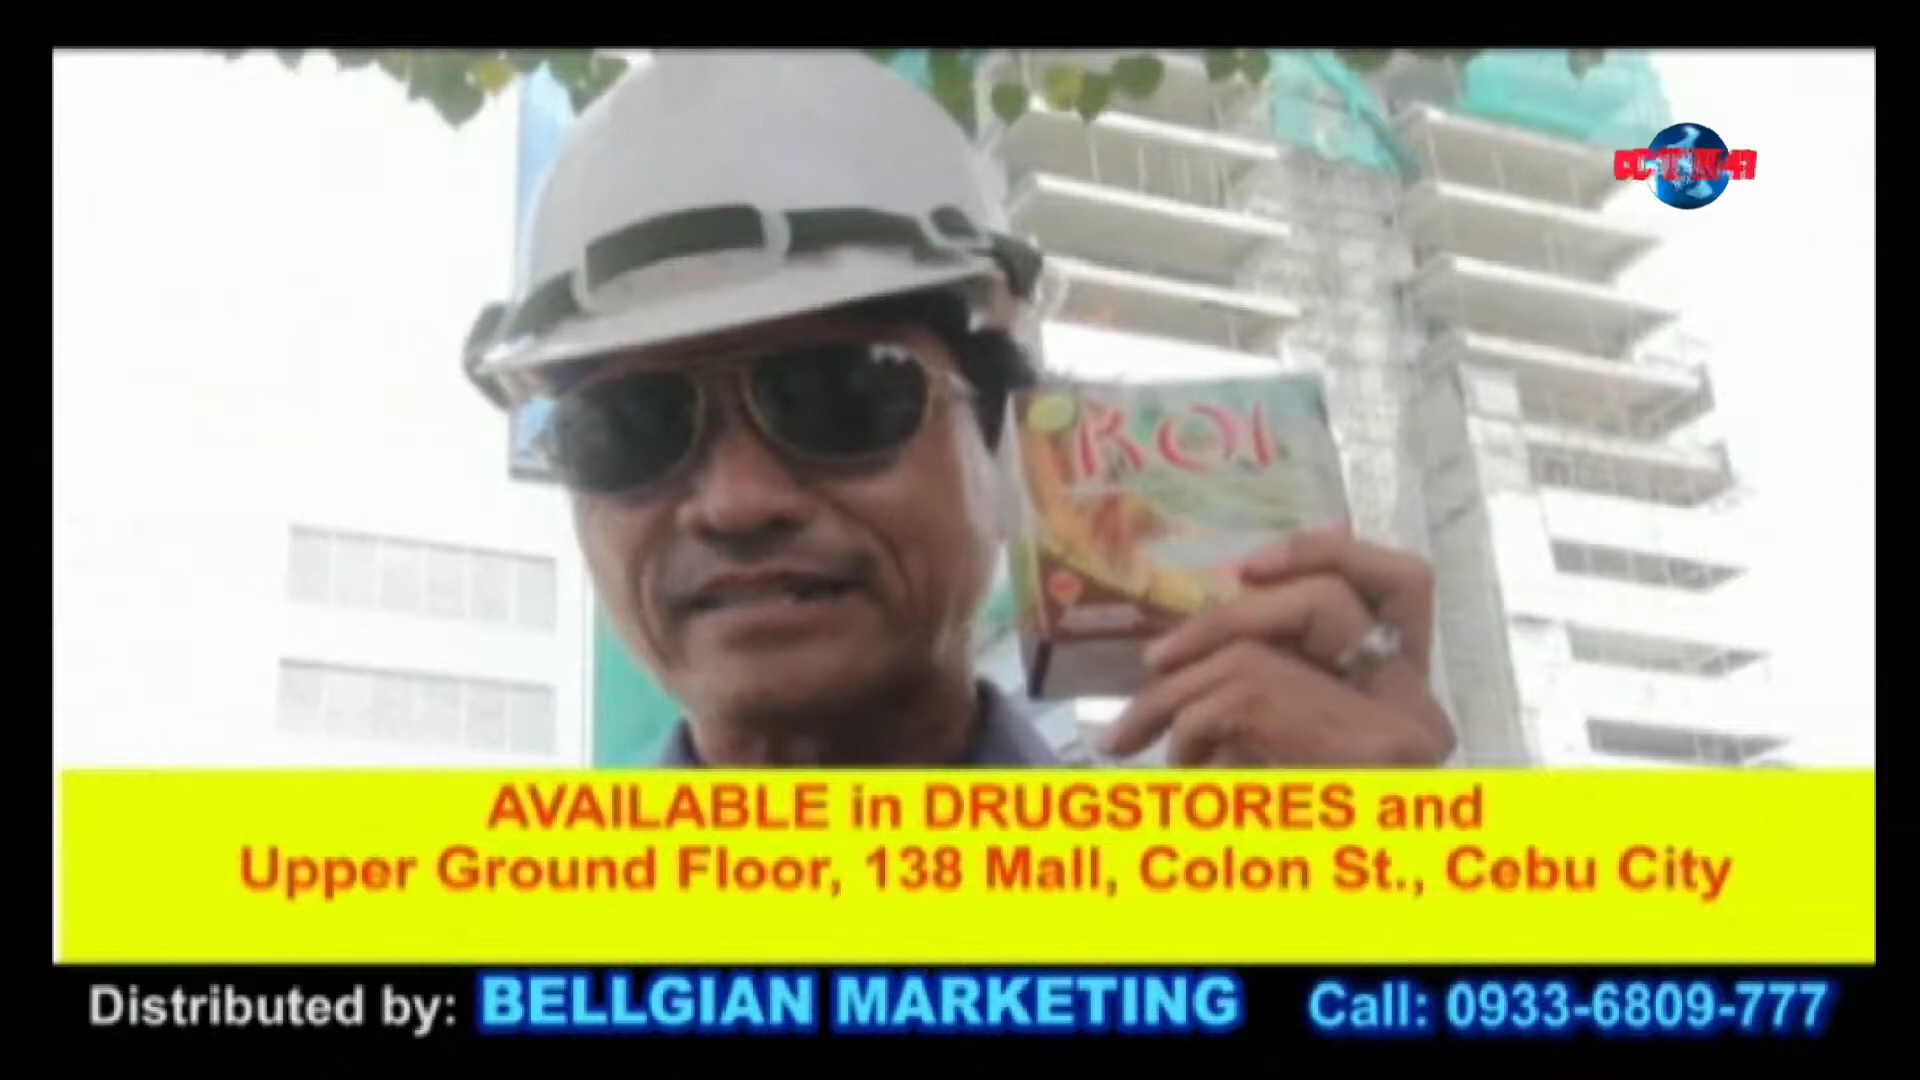 ROI
AVAILABLE in DRUGSTORES and
Upper Ground Floor, 138 Mall, Colon St., Cebu City
Distributed by: BELLGIAN MARKETING Call: 0933-6809-777